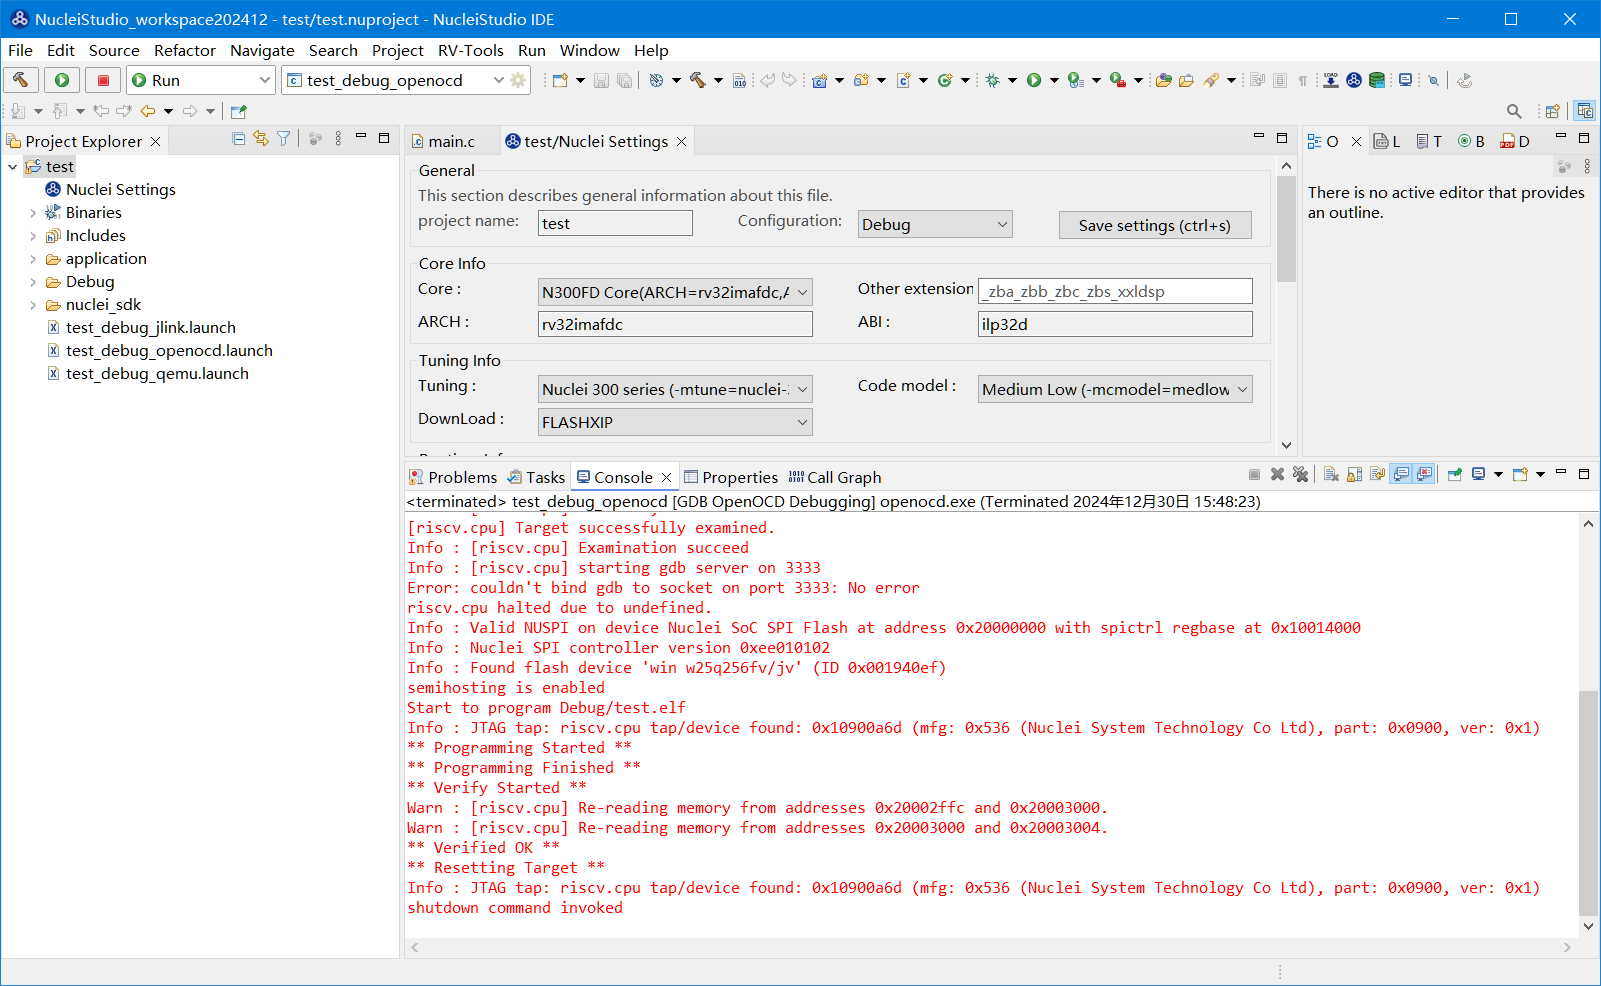 NucleiStudio_workspace202412 - test/test.nuproject - NucleiStudio IDE
File Edit Source Refactor Navigate Search Project RV-Tools Run Window Help
Run
test_debug_openocd
Project Explorer
test
Nuclei Settings
Binaries
Includes
application
Debug
nuclei_sdk
test_debug_jlink.launch
test_debug_openocd.launch
test_debug_qemu.launch
main.c
test/Nuclei Settings
General
This section describes general information about this file.
project name: test Configuration: Debug Save settings (ctrl+s)
Core Info
Core : N300FD Core(ARCH=rv32imafdc,A Other extension _zba_zbb_zbc_zbs_xxldsp
ARCH : rv32imafdc ABI : ilp32d
Tuning Info
Tuning : Nuclei 300 series (-mtune=nuclei- Code model : Medium Low (-mcmodel=medlow
DownLoad : FLASHXIP
O L T B D
There is no active editor that provides
an outline.
Problems Tasks Console Properties Call Graph
<terminated> test_debug_openocd [GDB OpenOCD Debugging] openocd.exe (Terminated 2024年12月30日 15:48:23)
[riscv.cpu] Target successfully examined.
Info : [riscv.cpu] Examination succeed
Info : [riscv.cpu] starting gdb server on 3333
Error: couldn't bind gdb to socket on port 3333: No error
riscv.cpu halted due to undefined.
Info : Valid NUSPI on device Nuclei SoC SPI Flash at address 0x20000000 with spictrl regbase at 0x10014000
Info : Nuclei SPI controller version 0xee010102
Info : Found flash device 'win w25q256fv/jv' (ID 0x001940ef)
semihosting is enabled
Start to program Debug/test.elf
Info : JTAG tap: riscv.cpu tap/device found: 0x10900a6d (mfg: 0x536 (Nuclei System Technology Co Ltd), part: 0x0900, ver: 0x1)
** Programming Started **
** Programming Finished **
** Verify Started **
Warn : [riscv.cpu] Re-reading memory from addresses 0x20002ffc and 0x20003000.
Warn : [riscv.cpu] Re-reading memory from addresses 0x20003000 and 0x20003004.
** Verified OK **
** Resetting Target **
Info : JTAG tap: riscv.cpu tap/device found: 0x10900a6d (mfg: 0x536 (Nuclei System Technology Co Ltd), part: 0x0900, ver: 0x1)
shutdown command invoked